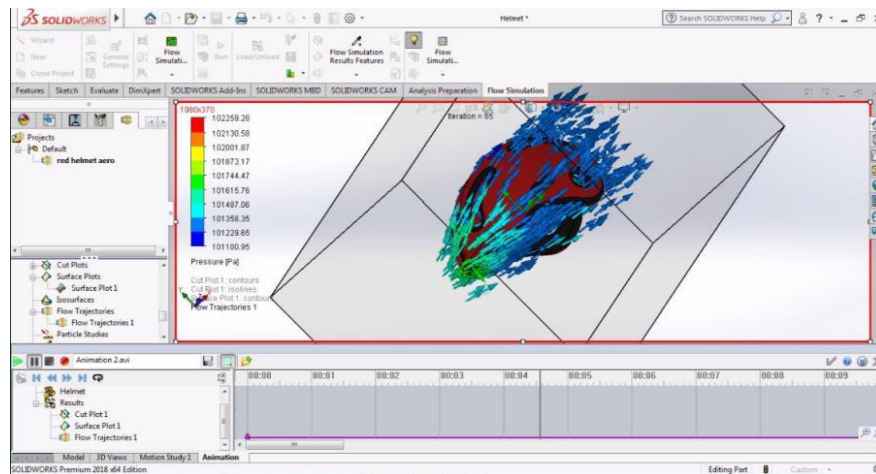 SOLIDWORKS
Helmet *
Search SOLIDWORKS Help
Wizard
New
Clone Project
General Settings
Flow Simulati...
Run
Load/Unload
Flow Simulation Results Features
Flow Simulati...
Features
Sketch
Evaluate
DimXpert
SOLIDWORKS Add-Ins
SOLIDWORKS MBD
SOLIDWORKS CAM
Analysis Preparation
Flow Simulation
1980x370
Iteration = 65
102259.28
102130.58
102001.87
101873.17
101744.47
101615.76
101487.06
101358.35
101229.65
101100.95
Pressure [Pa]
Cut Plot 1: contours
Cut Plot 1: isolines
Surface Plot 1: contours
Flow Trajectories 1
Projects
Default
red helmet aero
Cut Plots
Surface Plots
Surface Plot 1
Isosurfaces
Flow Trajectories
Flow Trajectories 1
Particle Studies
Animation 2.avi
00:00 00:01 00:02 00:03 00:04 00:05 00:06 00:07 00:08 00:09
Helmet
Results
Cut Plot 1
Surface Plot 1
Flow Trajectories 1
Model
3D Views
Motion Study 1
Animation
SOLIDWORKS Premium 2018 x64 Edition
Editing Part
Custom